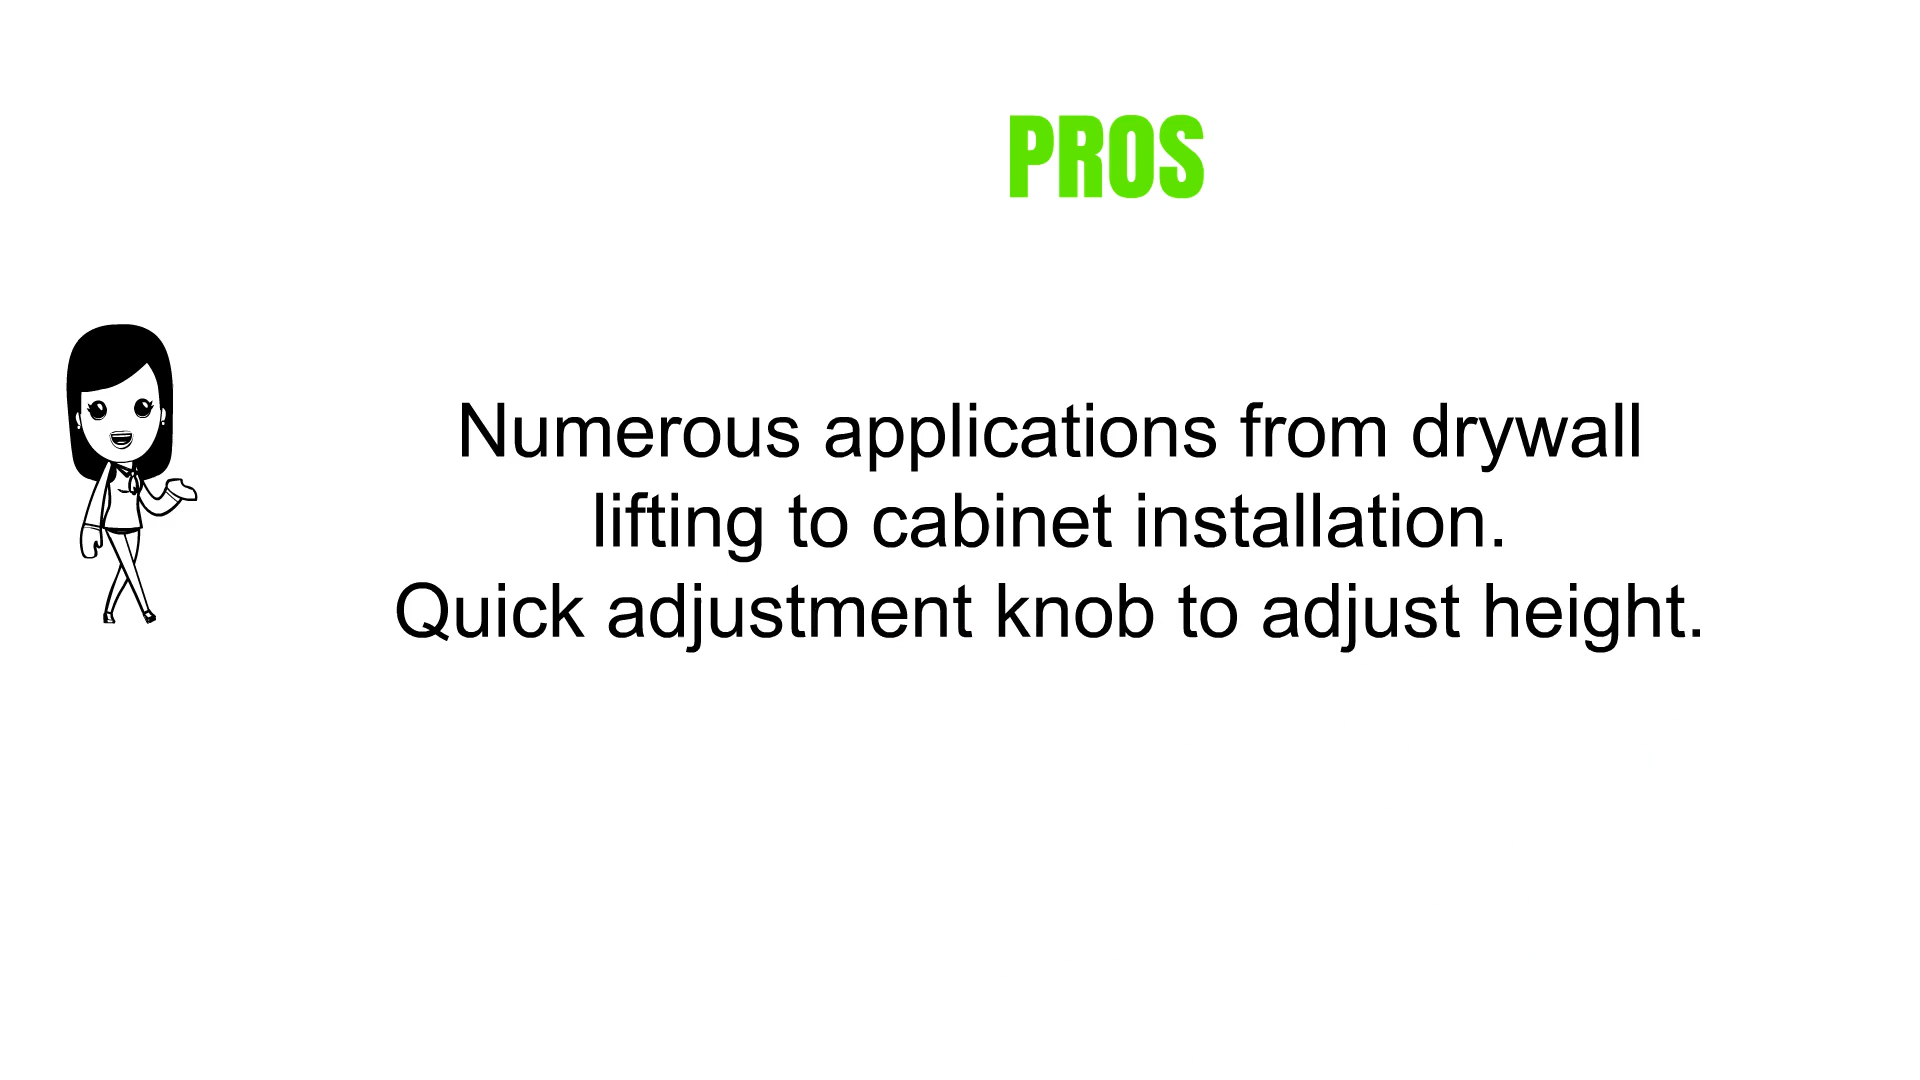 PROS
Numerous applications from drywall
lifting to cabinet installation.
Quick adjustment knob to adjust height.